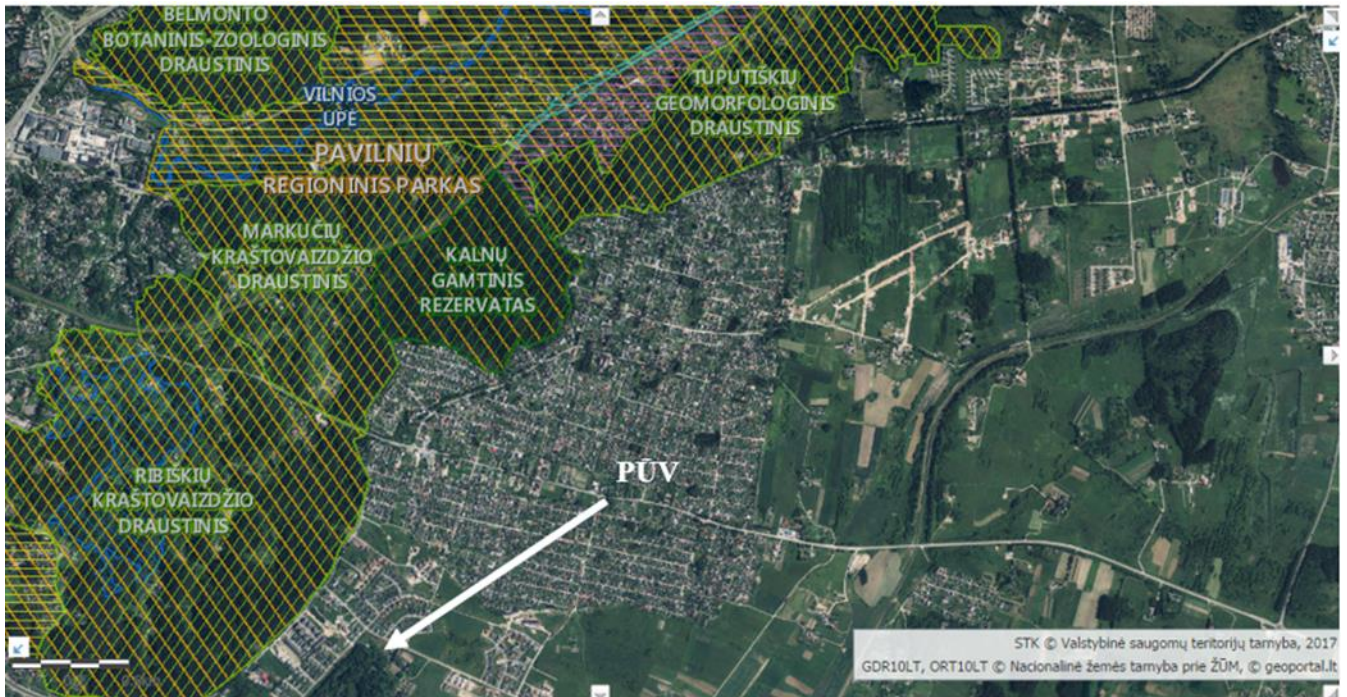 BELMONTO
BOTANINIS-ZOOLOGINIS
DRAUSTINIS
VILNIOS
UPĖ
TUPUTIŠKIŲ
GEOMORFOLOGINIS
DRAUSTINIS
PAVILNIŲ
REGIONINIS PARKAS
MARKUČIŲ
KRAŠTOVAIZDŽIO
DRAUSTINIS
KALNŲ
GAMTINIS
REZERVATAS
RIBIŠKIŲ
KRAŠTOVAIZDŽIO
DRAUSTINIS
PŪV
STK © Valstybinė saugomų teritorijų tarnyba, 2017
GDR10LT, ORT10LT © Nacionalinė žemės tarnyba prie ŽŪM, © geoportal.lt